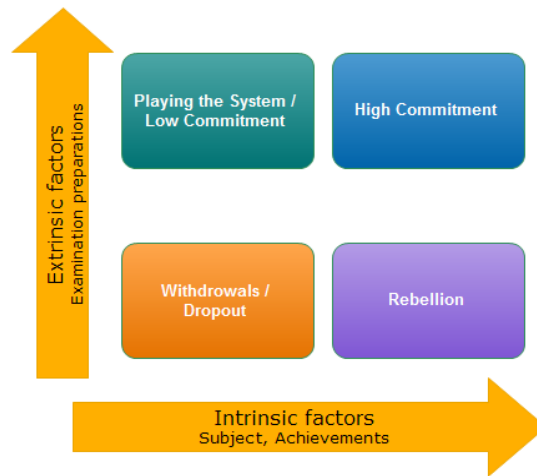 Extrinsic factors
Examination preparations
Playing the System /
Low Commitment
High Commitment
Withdrowals /
Dropout
Rebellion
Intrinsic factors
Subject, Achievements